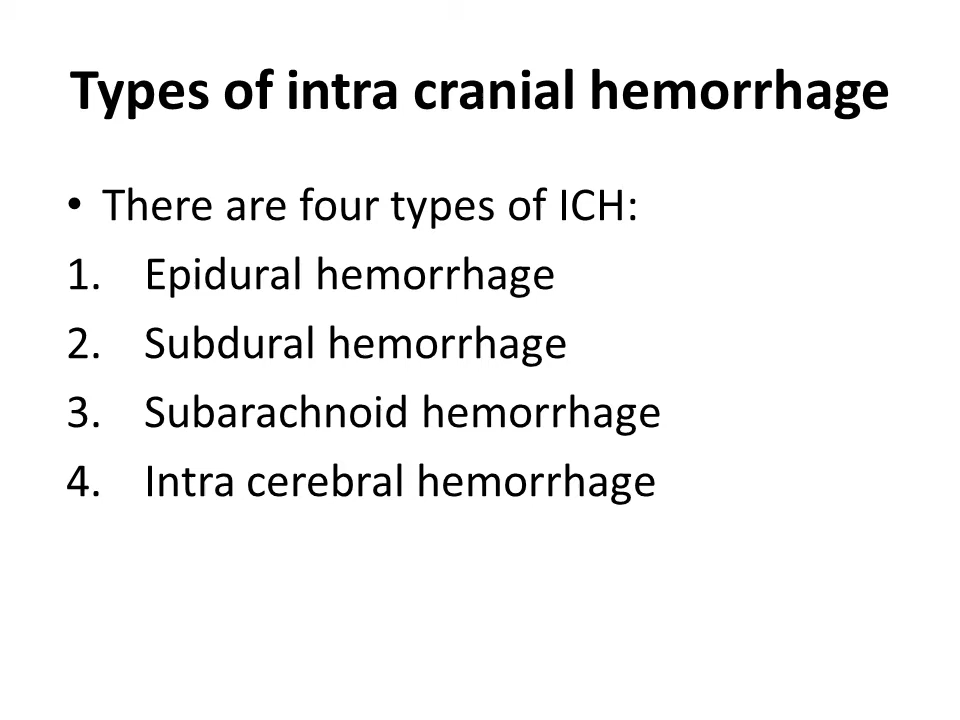 Types of intra cranial hemorrhage
• There are four types of ICH:
1. Epidural hemorrhage
2. Subdural hemorrhage
3. Subarachnoid hemorrhage
4. Intra cerebral hemorrhage